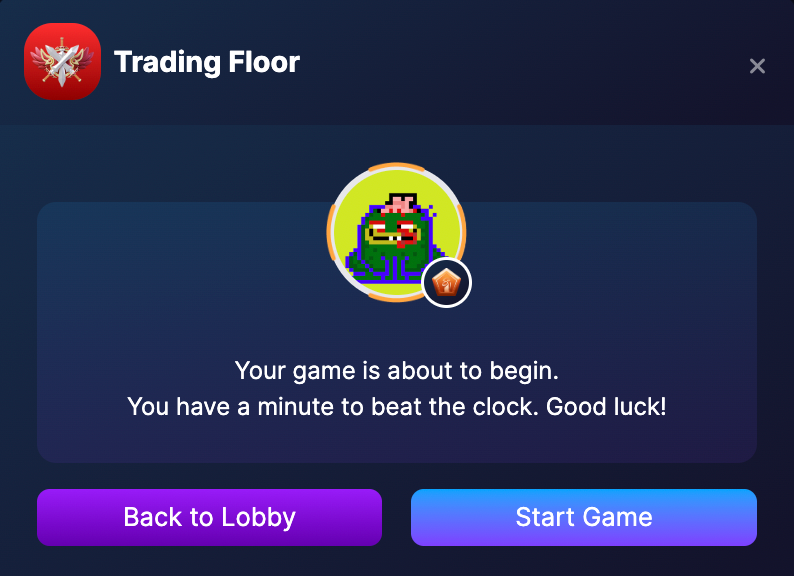 Trading Floor
Your game is about to begin.
You have a minute to beat the clock. Good luck!
Back to Lobby
Start Game